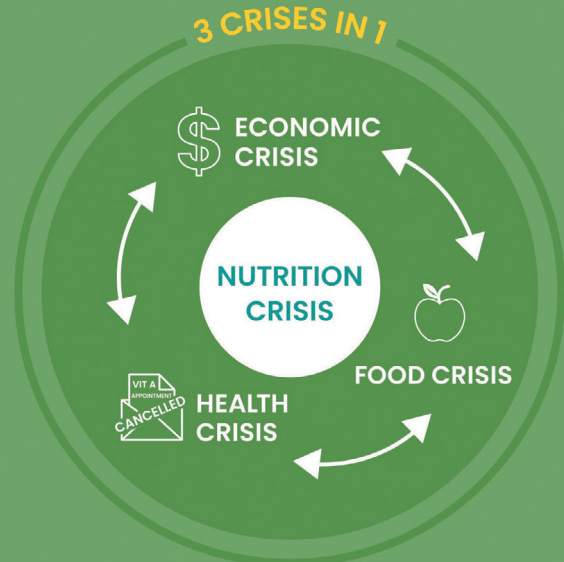 3 CRISES IN 1
$ ECONOMIC
CRISIS
NUTRITION
CRISIS
FOOD CRISIS
VIT A
APPOINTMENT
CANCELLED
HEALTH
CRISIS